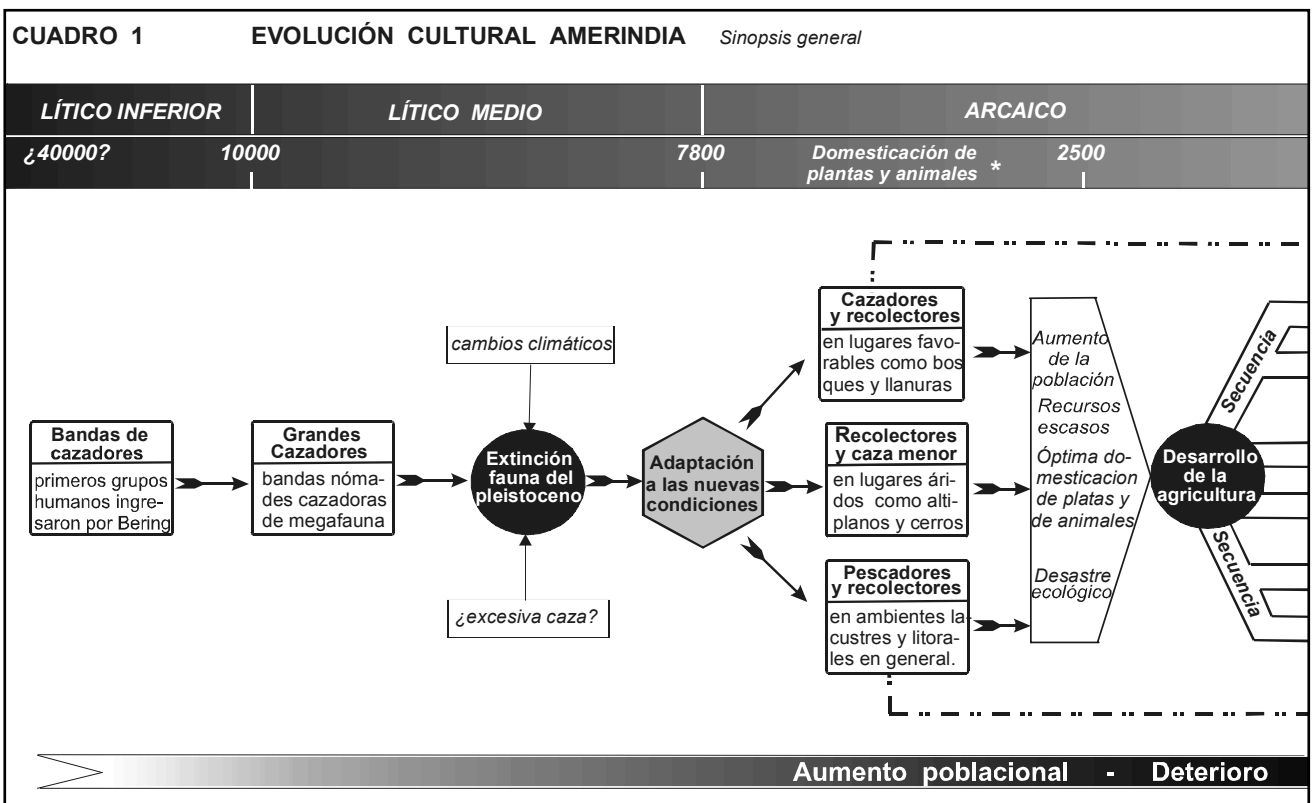 CUADRO 1 EVOLUCIÓN CULTURAL AMERINDIA Sinopsis general
LÍTICO INFERIOR LÍTICO MEDIO ARCAICO
¿40000? 10000 7800 Domesticación de
plantas y animales * 2500
cambios climáticos
Bandas de
cazadores
primeros grupos
humanos ingre-
saron por Bering
Grandes
Cazadores
bandas nóma-
des cazadoras
de megafauna
Extinción
fauna del
pleistoceno
¿excesiva caza?
Adaptación
a las nuevas
condiciones
Cazadores
y recolectores
en lugares favo-
rables como bos
ques y llanuras
Recolectores
y caza menor
en lugares ári-
dos como alti-
planos y cerros
Pescadores
y recolectores
en ambientes la-
custres y litora-
les en general.
Aumento
de la
población
Recursos
escasos
Óptima do-
mesticacion
de platas y
de animales
Desastre
ecológico
Secuencia
Desarrollo
de la
agricultura
Secuencia
Aumento poblacional - Deterioro